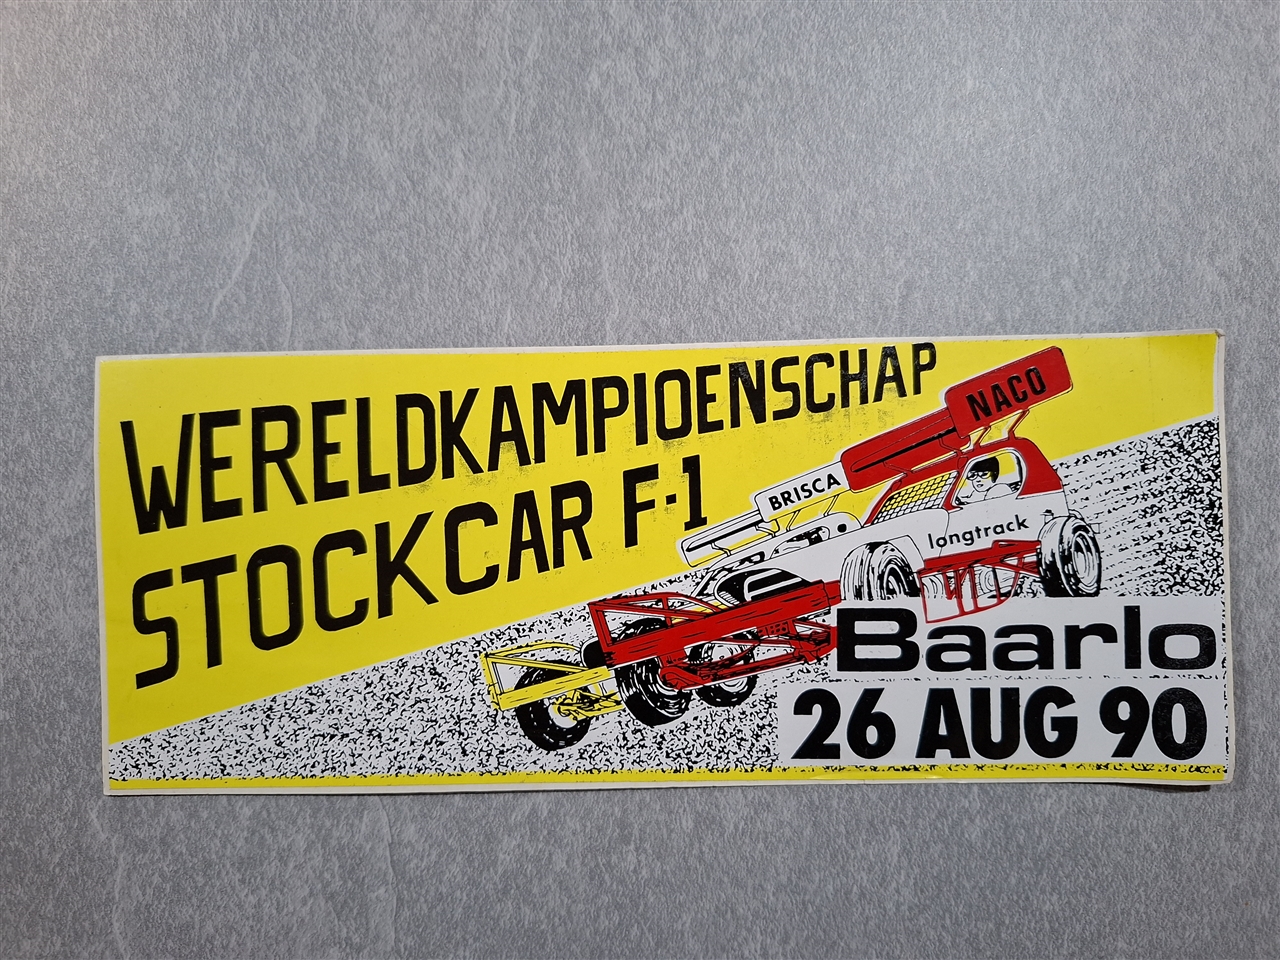 WERELDKAMPIOENSCHAP
STOCKCAR F-1
NACO
BRISCA
longtrack
Baarlo
26 AUG 90